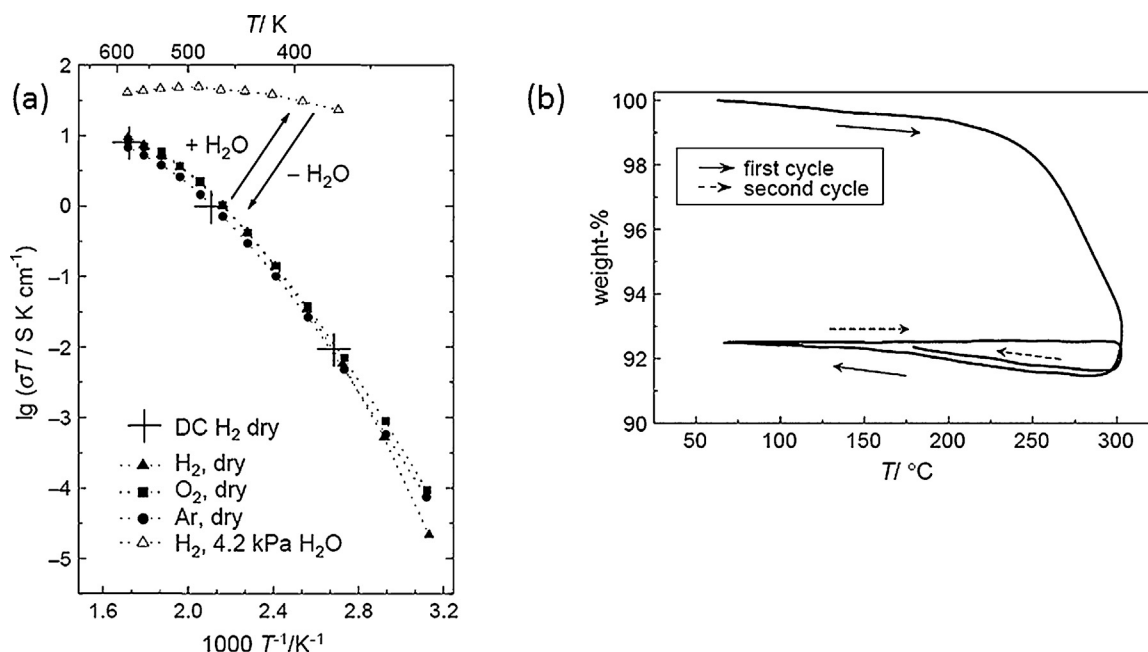 (a)
T/ K
600 500 400
2
1
0
–1
–2
–3
–4
–5
lg (σT / S K cm⁻¹)
+ H₂O
– H₂O
DC H₂ dry
H₂, dry
O₂, dry
Ar, dry
H₂, 4.2 kPa H₂O
1.6 2.0 2.4 2.8 3.2
1000 T⁻¹/K⁻¹
(b)
100
98
96
94
92
90
weight-%
first cycle
second cycle
50 100 150 200 250 300
T/ °C